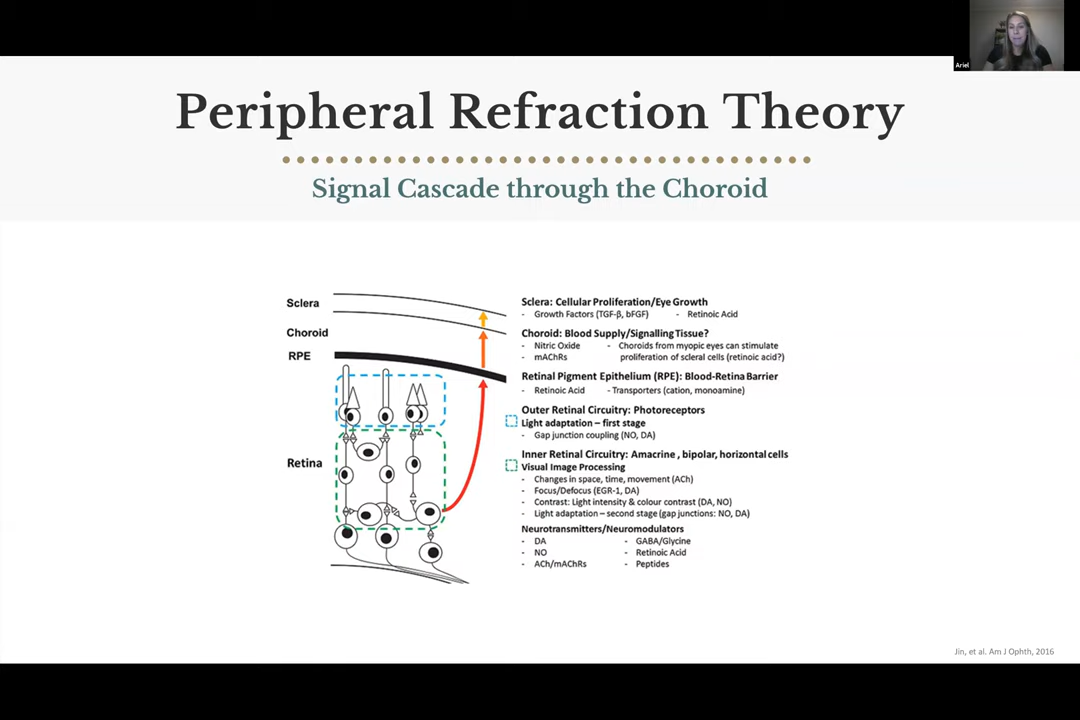 Ariel
Peripheral Refraction Theory
Signal Cascade through the Choroid
Sclera
Choroid
RPE
Retina
Sclera: Cellular Proliferation/Eye Growth
- Growth Factors (TGF-β, bFGF) - Retinoic Acid
Choroid: Blood Supply/Signalling Tissue?
- Nitric Oxide - Choroids from myopic eyes can stimulate
- mAChRs proliferation of scleral cells (retinoic acid?)
Retinal Pigment Epithelium (RPE): Blood-Retina Barrier
- Retinoic Acid - Transporters (cation, monoamine)
Outer Retinal Circuitry: Photoreceptors
Light adaptation – first stage
- Gap junction coupling (NO, DA)
Inner Retinal Circuitry: Amacrine , bipolar, horizontal cells
Visual Image Processing
- Changes in space, time, movement (ACh)
- Focus/Defocus (EGR-1, DA)
- Contrast: Light intensity & colour contrast (DA, NO)
- Light adaptation – second stage (gap junctions: NO, DA)
Neurotransmitters/Neuromodulators
- DA - GABA/Glycine
- NO - Retinoic Acid
- ACh/mAChRs - Peptides
Jin, et al. Am J Ophth, 2016